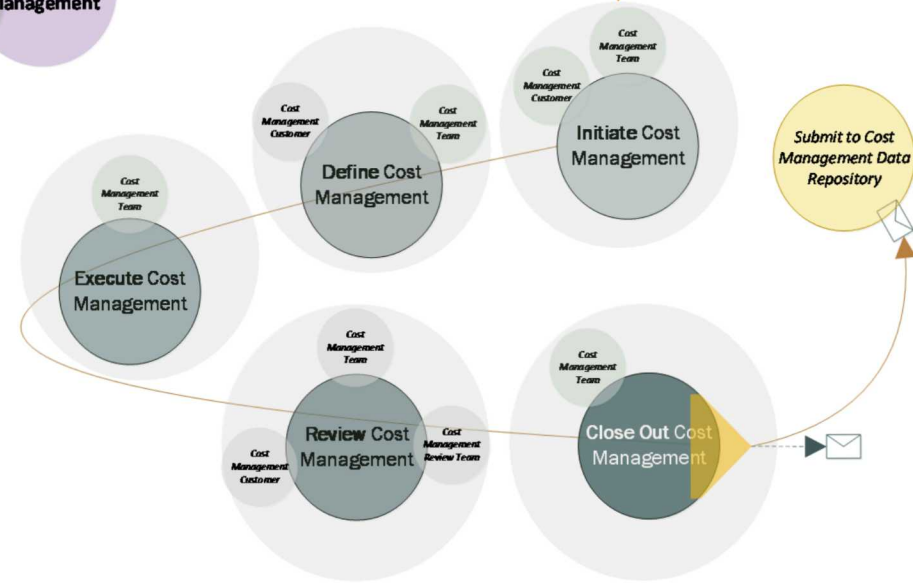 Management
Cost
Management
Team
Cost
Management
Customer
Initiate Cost
Management
Cost
Management
Customer
Cost
Management
Team
Define Cost
Management
Submit to Cost
Management Data
Repository
Cost
Management
Team
Execute Cost
Management
Cost
Management
Team
Review Cost
Management
Cost
Management
Review Team
Cost
Management
Customer
Cost
Management
Team
Close Out Cost
Management